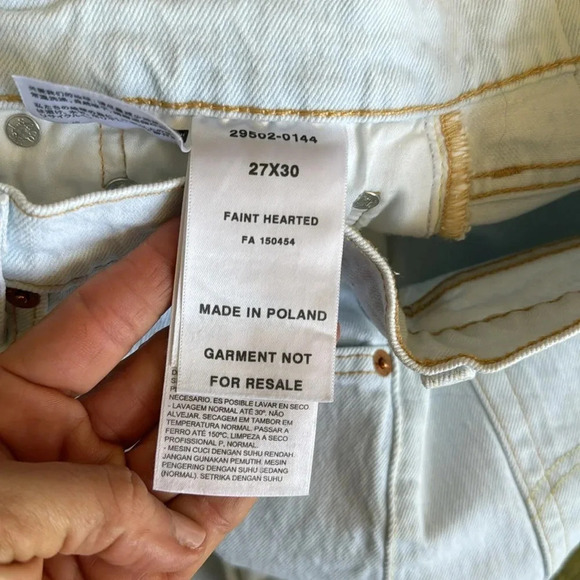 29502-0144
27X30
FAINT HEARTED
FA 150454
MADE IN POLAND
GARMENT NOT
FOR RESALE
NECESARIO. ES POSIBLE LAVAR EN SECO
- LAVAGEM NORMAL ATÉ 30º. NÃO
ALVEJAR. SECAGEM EM TAMBOR EM
TEMPERATURA NORMAL. PASSAR A
FERRO ATÉ 150ºC. LIMPEZA A SECO
PROFISSIONAL P, NORMAL.
- MESIN CUCI DENGAN SUHU RENDAH.
JANGAN GUNAKAN PEMUTIH. MESIN
PENGERING DENGAN SUHU SEDANG
(NORMAL). SETRIKA DENGAN SUHU